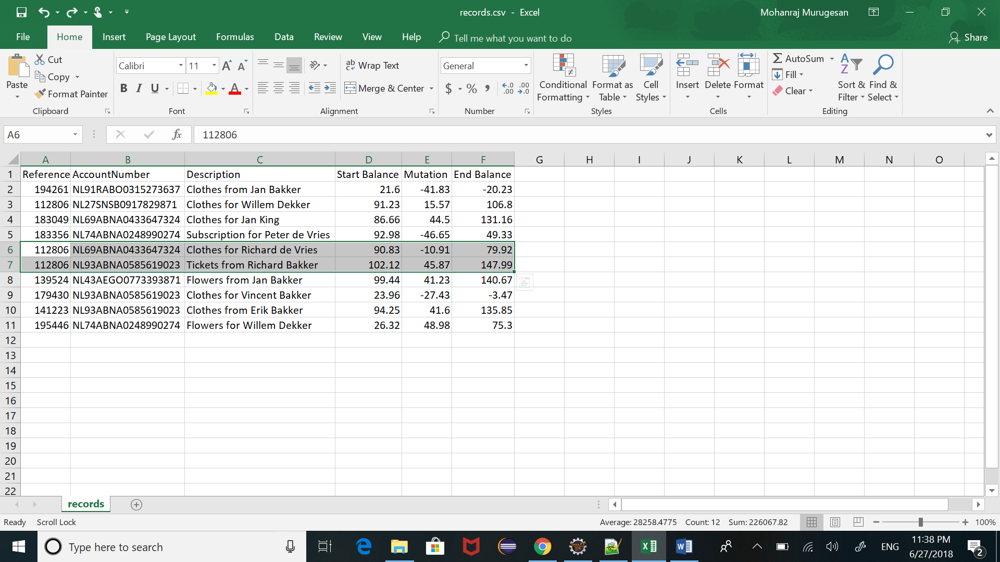 records.csv - Excel
Mohanraj Murugesan
File Home Insert Page Layout Formulas Data Review View Help Tell me what you want to do Share
Paste
Cut
Copy
Format Painter
Clipboard
Calibri 11
B I U A
Font
Wrap Text
Merge & Center
Alignment
General
$ % , .00 .0
Number
Conditional Formatting
Format as Table
Cell Styles
Styles
Insert Delete Format
Cells
AutoSum
Fill
Clear
Sort & Filter
Find & Select
Editing
A6 fx 112806
A B C D E F G H I J K L M N O
1 Reference AccountNumber Description Start Balance Mutation End Balance
2 194261 NL91RABO0315273637 Clothes from Jan Bakker 21.6 -41.83 -20.23
3 112806 NL27SNSB0917829871 Clothes for Willem Dekker 91.23 15.57 106.8
4 183049 NL69ABNA0433647324 Clothes for Jan King 86.66 44.5 131.16
5 183356 NL74ABNA0248990274 Subscription for Peter de Vries 92.98 -46.65 49.33
6 112806 NL69ABNA0433647324 Clothes for Richard de Vries 90.83 -10.91 79.92
7 112806 NL93ABNA0585619023 Tickets from Richard Bakker 102.12 45.87 147.99
8 139524 NL43AEGO0773393871 Flowers from Jan Bakker 99.44 41.23 140.67
9 179430 NL93ABNA0585619023 Clothes for Vincent Bakker 23.96 -27.43 -3.47
10 141223 NL93ABNA0585619023 Clothes from Erik Bakker 94.25 41.6 135.85
11 195446 NL74ABNA0248990274 Flowers for Willem Dekker 26.32 48.98 75.3
12
13
14
15
16
17
18
19
20
21
22
records
Ready Scroll Lock Average: 28258.4775 Count: 12 Sum: 226067.82 100%
Type here to search
ENG
11:38 PM
6/27/2018
2